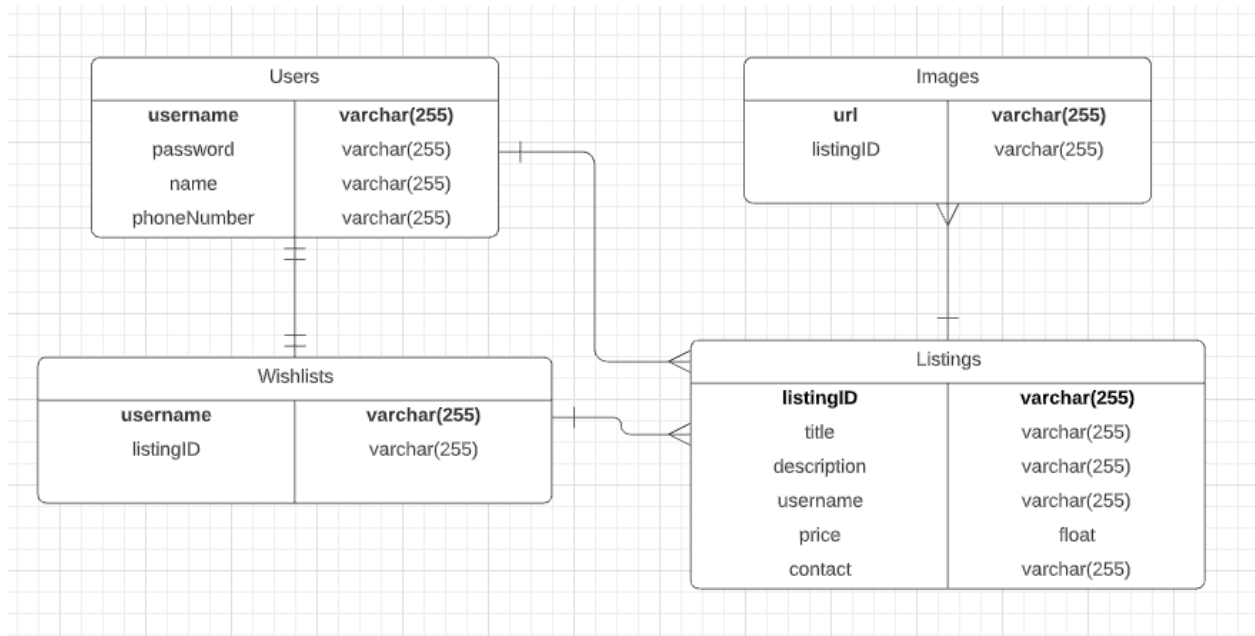 Users
username varchar(255)
password varchar(255)
name varchar(255)
phoneNumber varchar(255)
Images
url varchar(255)
listingID varchar(255)
Wishlists
username varchar(255)
listingID varchar(255)
Listings
listingID varchar(255)
title varchar(255)
description varchar(255)
username varchar(255)
price float
contact varchar(255)